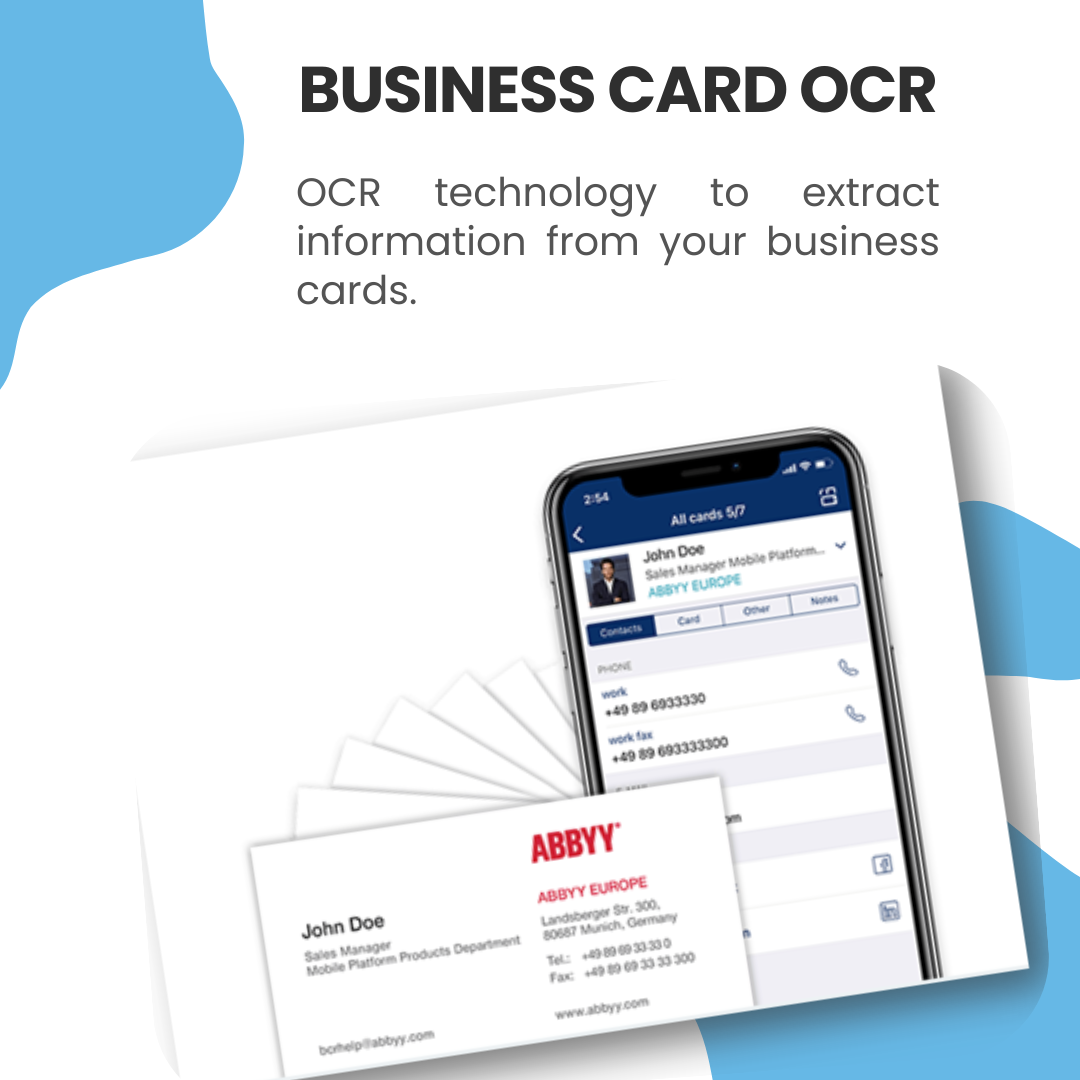 BUSINESS CARD OCR
OCR technology to extract
information from your business
cards.
2:54
All cards 5/7
John Doe
Sales Manager Mobile Platform...
ABBYY EUROPE
Contacts Card Other Notes
PHONE
work
+49 89 6933330
work fax
+49 89 693333300
om
ABBYY
ABBYY EUROPE
Landsberger Str. 300,
80687 Munich, Germany
Tel.: +49 89 69 33 33 0
Fax: +49 89 69 33 33 300
www.abbyy.com
John Doe
Sales Manager
Mobile Platform Products Department
bcrhelp@abbyy.com